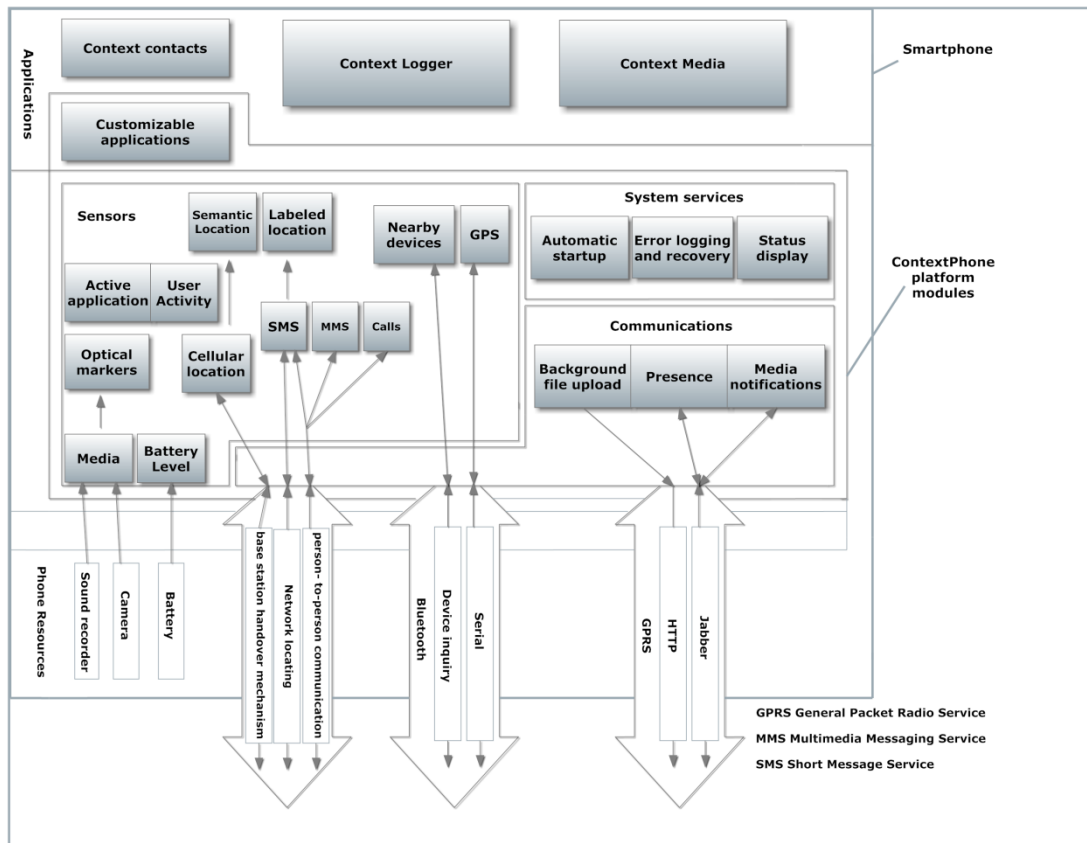 Applications
Context contacts
Context Logger
Context Media
Smartphone
Customizable
applications
Sensors
Semantic
Location
Labeled
location
Nearby
devices
GPS
System services
Automatic
startup
Error logging
and recovery
Status
display
ContextPhone
platform
modules
Active
application
User
Activity
SMS
MMS
Calls
Communications
Optical
markers
Cellular
location
Background
file upload
Presence
Media
notifications
Media
Battery
Level
Phone Resources
Sound recorder
Camera
Battery
base station handover mechanism
Network locating
person- to-person communication
Bluetooth
Device inquiry
Serial
GPRS
HTTP
Jabber
GPRS General Packet Radio Service
MMS Multimedia Messaging Service
SMS Short Message Service